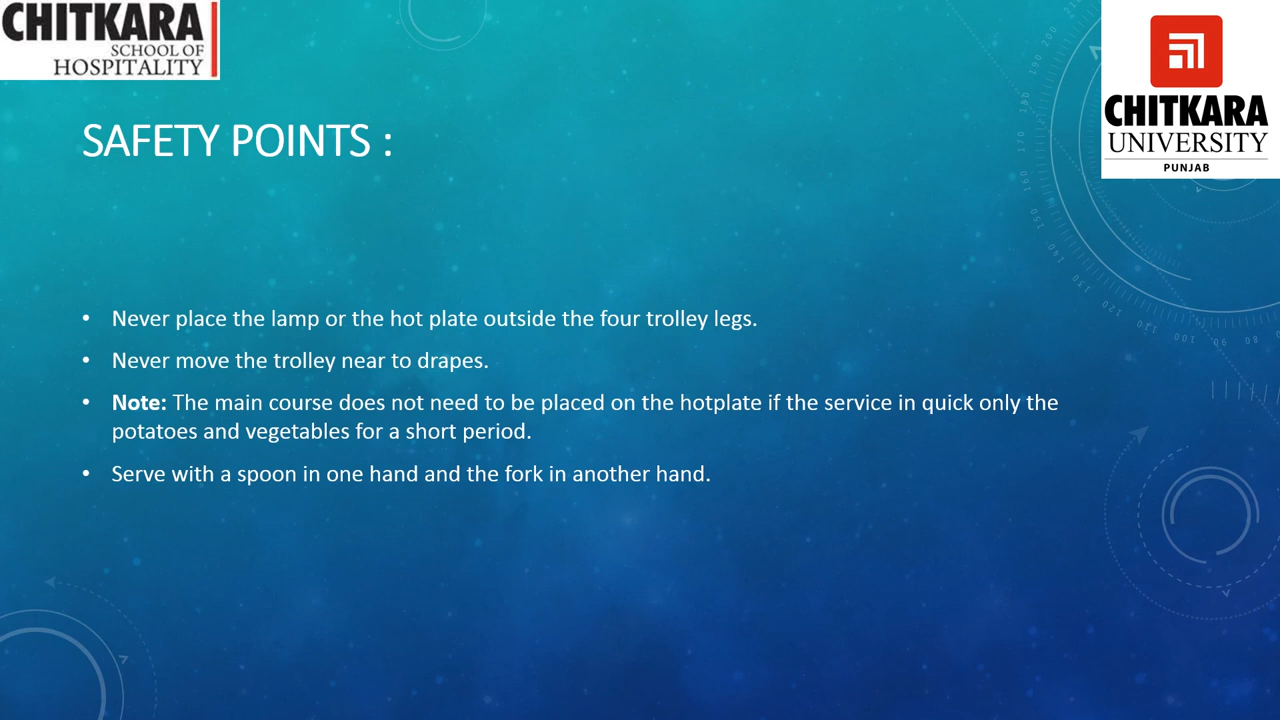 CHITKARA
SCHOOL OF
HOSPITALITY
CHITKARA
UNIVERSITY
PUNJAB
SAFETY POINTS :
• Never place the lamp or the hot plate outside the four trolley legs.
• Never move the trolley near to drapes.
• Note: The main course does not need to be placed on the hotplate if the service in quick only the
potatoes and vegetables for a short period.
• Serve with a spoon in one hand and the fork in another hand.